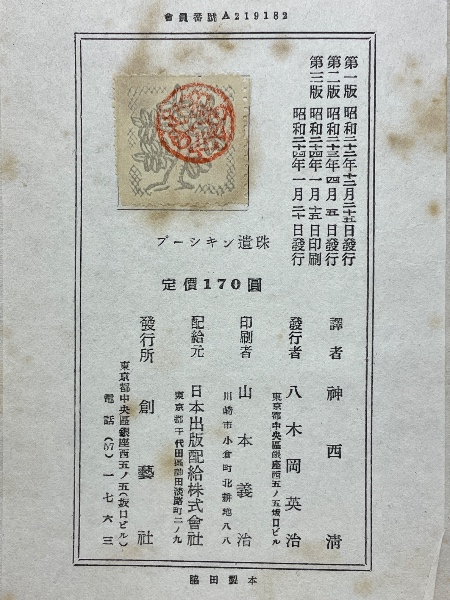 會員番號A219182
第一版 昭和二十二年十二月二十五日發行
第二版 昭和二十三年四月五日發行
第三版 昭和二十四年一月十五日印刷
昭和二十四年一月二十日發行
プーシキン遺珠
定價170圓
譯者 神西清
發行者 八木岡英治
東京都中央區銀座西五ノ五坂口ビル
印刷者 山本義治
川崎市小倉町北耕地八八
配給元 日本出版配給株式會社
東京都千代田區神田淡路町二ノ九
發行所 創藝社
東京都中央區銀座西五ノ五(坂口ビル)
電話(57)一七六三
脇田製本